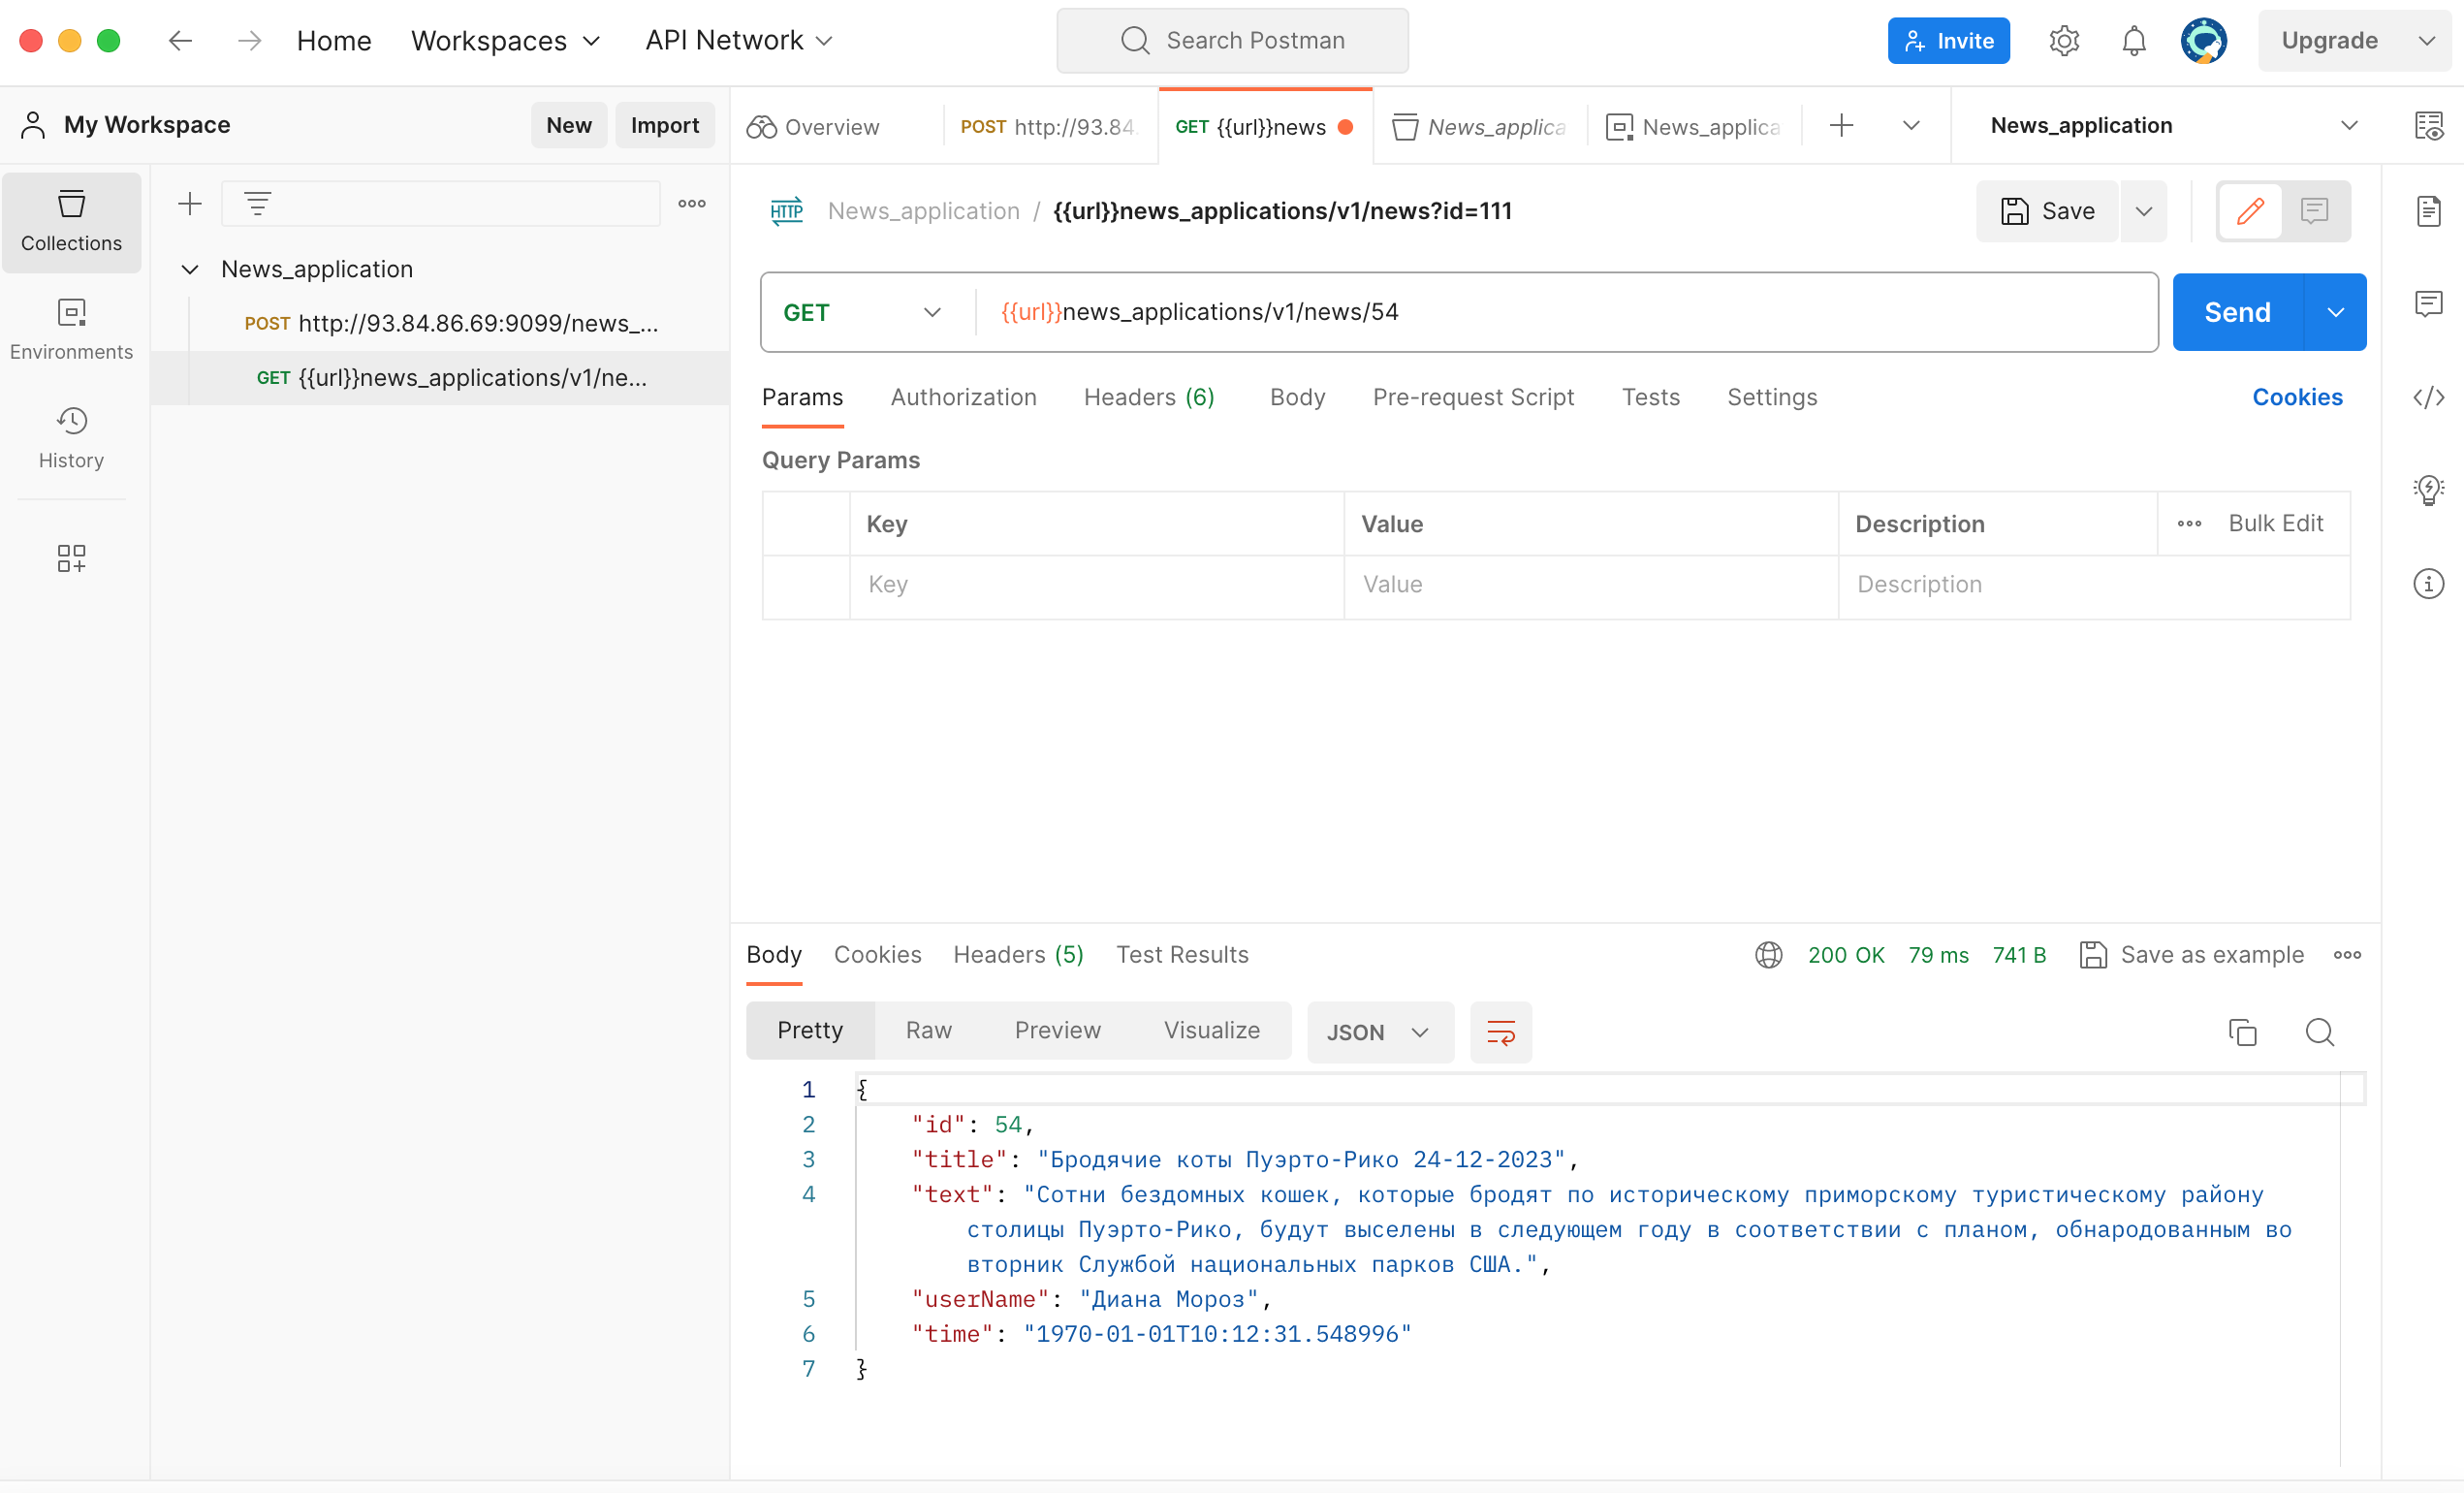 Home Workspaces API Network Search Postman Invite Upgrade
My Workspace New Import
Overview POST http://93.84. GET {{url}}news News_applica News_applica News_application
Collections
Environments
History
News_application
POST http://93.84.86.69:9099/news_...
GET {{url}}news_applications/v1/ne...
HTTP News_application / {{url}}news_applications/v1/news?id=111 Save
GET {{url}}news_applications/v1/news/54 Send
Params Authorization Headers (6) Body Pre-request Script Tests Settings Cookies
Query Params
Key Value Description Bulk Edit
Key Value Description
Body Cookies Headers (5) Test Results 200 OK 79 ms 741 B Save as example
Pretty Raw Preview Visualize JSON
1 {
2 "id": 54,
3 "title": "Бродячие коты Пуэрто-Рико 24-12-2023",
4 "text": "Сотни бездомных кошек, которые бродят по историческому приморскому туристическому району
столицы Пуэрто-Рико, будут выселены в следующем году в соответствии с планом, обнародованным во
вторник Службой национальных парков США.",
5 "userName": "Диана Мороз",
6 "time": "1970-01-01T10:12:31.548996"
7 }